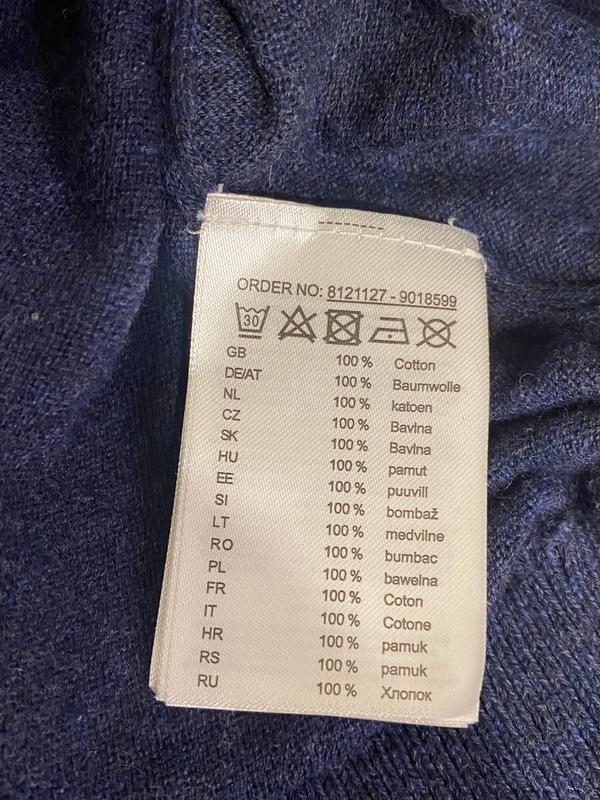 ORDER NO: 8121127 - 9018599
30
GB 100 % Cotton
DE/AT 100 % Baumwolle
NL 100 % katoen
CZ 100 % Bavlna
SK 100 % Bavlna
HU 100 % pamut
EE 100 % puuvill
SI 100 % bombaž
LT 100 % medvilne
RO 100 % bumbac
PL 100 % bawelna
FR 100 % Coton
IT 100 % Cotone
HR 100 % pamuk
RS 100 % pamuk
RU 100 % Хлопок